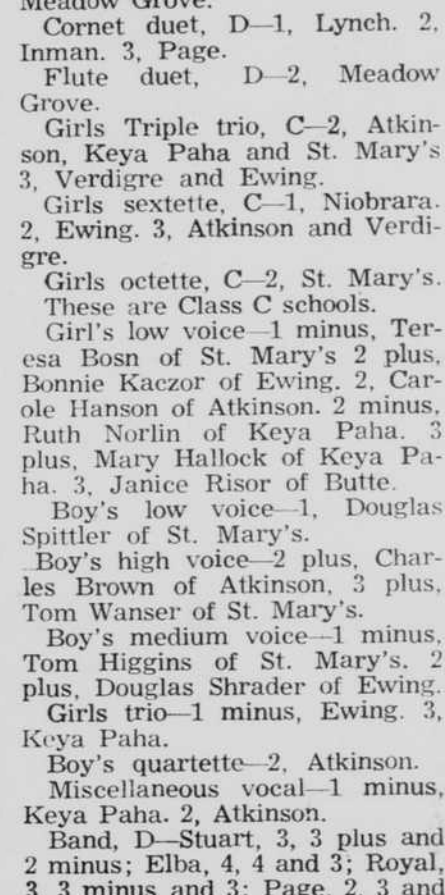 Meadow Grove.
Cornet duet, D—1, Lynch. 2,
Inman. 3, Page.
Flute duet, D—2, Meadow
Grove.
Girls Triple trio, C—2, Atkin-
son, Keya Paha and St. Mary's
3, Verdigre and Ewing.
Girls sextette, C—1, Niobrara.
2, Ewing. 3, Atkinson and Verdi-
gre.
Girls octette, C—2, St. Mary's.
These are Class C schools.
Girl's low voice—1 minus, Ter-
esa Bosn of St. Mary's 2 plus,
Bonnie Kaczor of Ewing. 2, Car-
ole Hanson of Atkinson. 2 minus,
Ruth Norlin of Keya Paha. 3
plus, Mary Hallock of Keya Pa-
ha. 3, Janice Risor of Butte.
Boy's low voice—1, Douglas
Spittler of St. Mary's.
Boy's high voice—2 plus, Char-
les Brown of Atkinson, 3 plus,
Tom Wanser of St. Mary's.
Boy's medium voice—1 minus,
Tom Higgins of St. Mary's. 2
plus, Douglas Shrader of Ewing.
Girls trio—1 minus, Ewing. 3,
Keya Paha.
Boy's quartette—2, Atkinson.
Miscellaneous vocal—1 minus,
Keya Paha. 2, Atkinson.
Band, D—Stuart, 3, 3 plus and
2 minus; Elba, 4, 4 and 3; Royal,
3, 3 minus and 3; Page, 2, 3 and